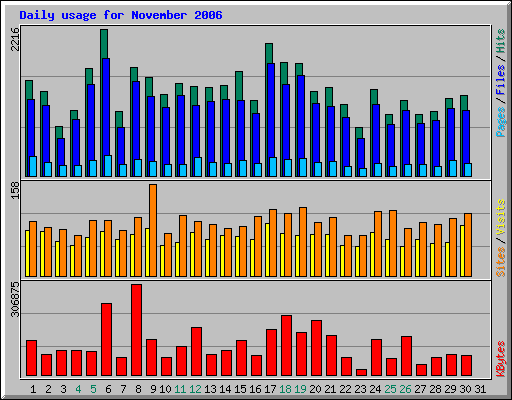 Daily usage for November 2006
2216
Pages / Files / Hits
158
Sites / Visits
306875
KBytes
1 2 3 4 5 6 7 8 9 10 11 12 13 14 15 16 17 18 19 20 21 22 23 24 25 26 27 28 29 30 31